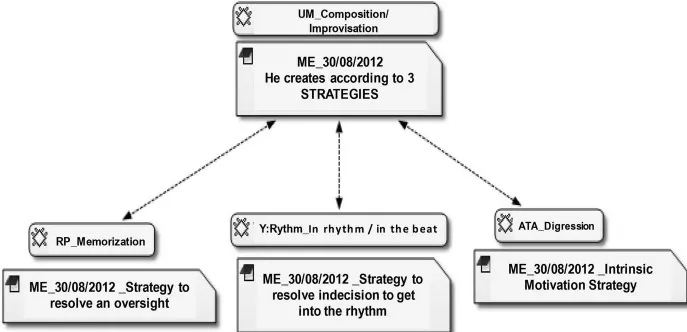 UM_Composition/
Improvisation
ME_30/08/2012
He creates according to 3
STRATEGIES
RP_Memorization
ME_30/08/2012 _Strategy to
resolve an oversight
Y:Rythm_In rhythm / in the beat
ME_30/08/2012 _Strategy to
resolve indecision to get
into the rhythm
ATA_Digression
ME_30/08/2012 _Intrinsic
Motivation Strategy